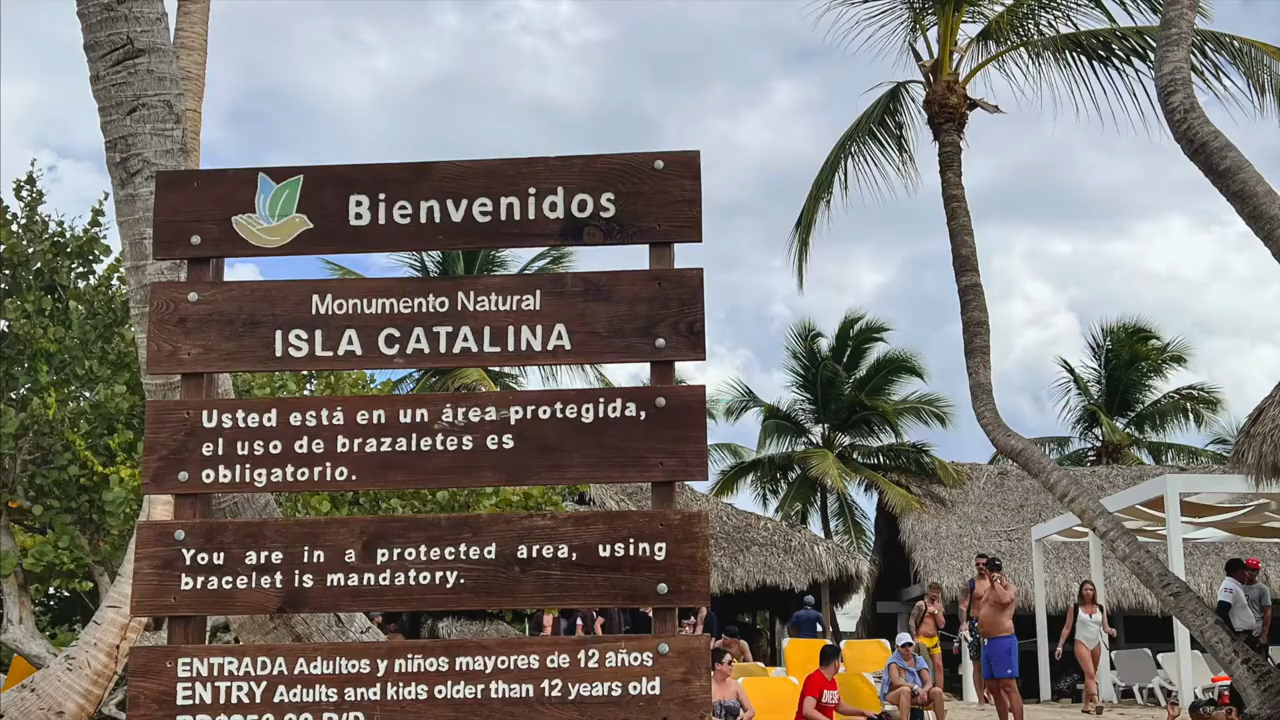 Bienvenidos
Monumento Natural
ISLA CATALINA
Usted está en un área protegida,
el uso de brazaletes es
obligatorio.
You are in a protected area, using
bracelet is mandatory.
ENTRADA Adultos y niños mayores de 12 años
ENTRY Adults and kids older than 12 years old
DIESEL